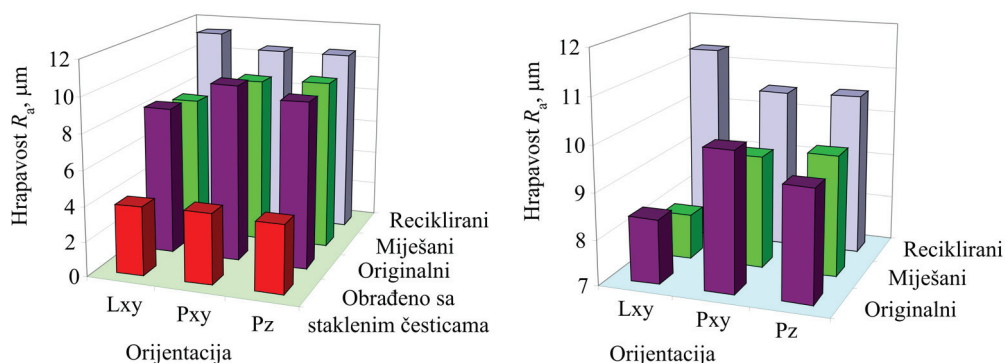 Hrapavost Ra, µm
12
10
8
6
4
2
0
Lxy
Pxy
Pz
Orijentacija
Reciklirani
Miješani
Originalni
Obrađeno sa
staklenim česticama
Hrapavost Ra, µm
12
11
10
9
8
7
Lxy
Pxy
Pz
Orijentacija
Reciklirani
Miješani
Originalni